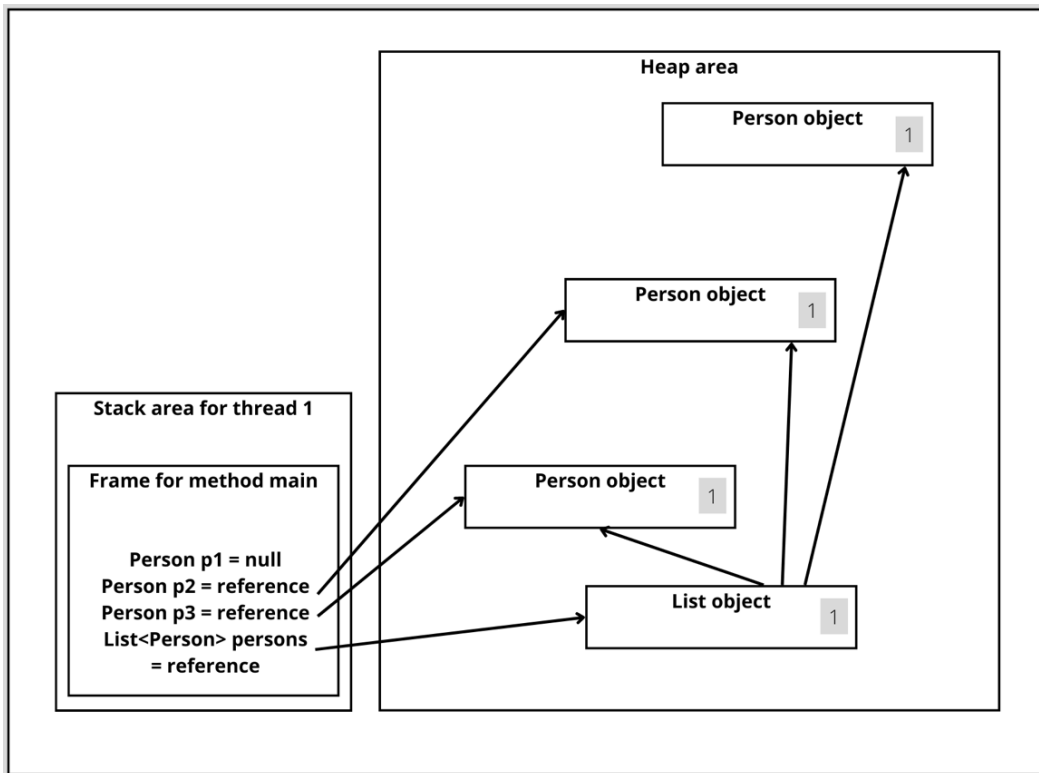 Heap area
Person object
1
Person object
1
Stack area for thread 1
Frame for method main
Person object
1
Person p1 = null
Person p2 = reference
Person p3 = reference
List<Person> persons
= reference
List object
1